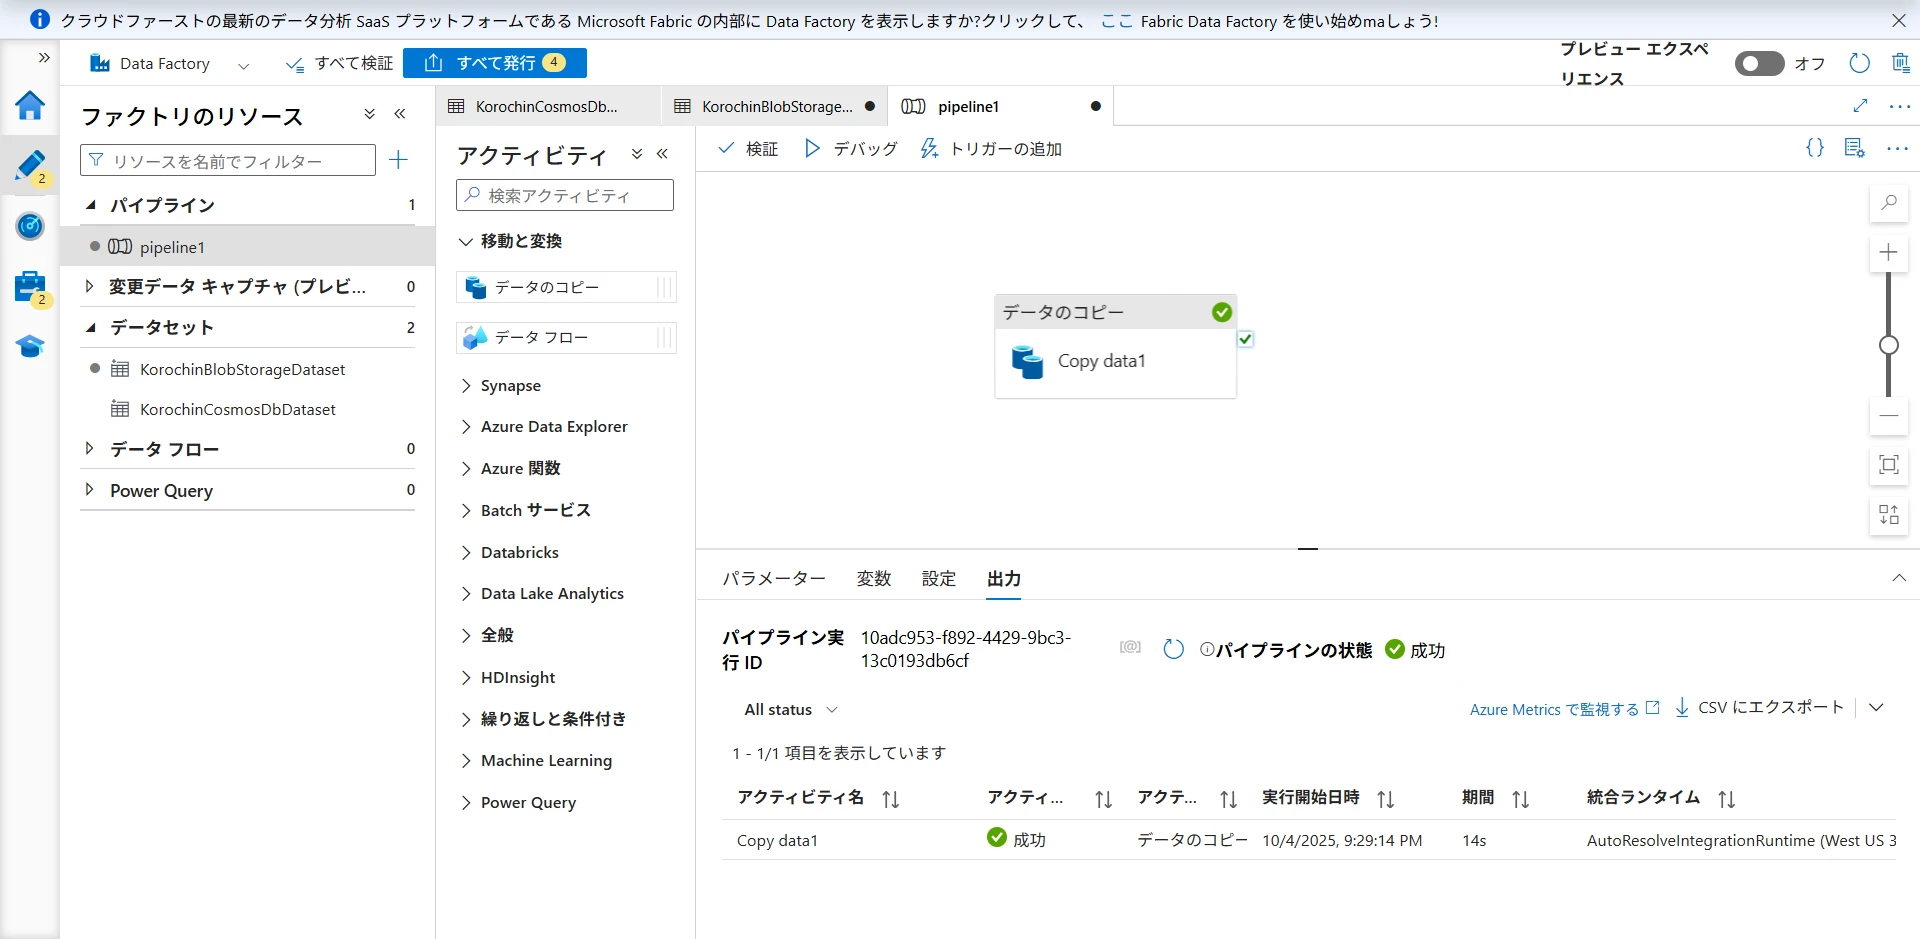 クラウドファーストの最新のデータ分析 SaaS プラットフォームである Microsoft Fabric の内部に Data Factory を表示しますか?クリックして、 ここ Fabric Data Factory を使い始めmaしょう!
Data Factory
すべて検証
すべて発行 4
プレビュー エクスペ
リエンス
オフ
2
2
ファクトリのリソース
リソースを名前でフィルター
パイプライン 1
pipeline1
変更データ キャプチャ (プレビ... 0
データセット 2
KorochinBlobStorageDataset
KorochinCosmosDbDataset
データ フロー 0
Power Query 0
KorochinCosmosDb...
KorochinBlobStorage...
pipeline1
アクティビティ
検索アクティビティ
移動と変換
データのコピー
データ フロー
Synapse
Azure Data Explorer
Azure 関数
Batch サービス
Databricks
Data Lake Analytics
全般
HDInsight
繰り返しと条件付き
Machine Learning
Power Query
検証
デバッグ
トリガーの追加
データのコピー
Copy data1
パラメーター
変数
設定
出力
パイプライン実
行 ID
10adc953-f892-4429-9bc3-
13c0193db6cf
パイプラインの状態
成功
All status
Azure Metrics で監視する
CSV にエクスポート
1 - 1/1 項目を表示しています
アクティビティ名 アクティ... アクテ... 実行開始日時 期間 統合ランタイム
Copy data1 成功 データのコピー 10/4/2025, 9:29:14 PM 14s AutoResolveIntegrationRuntime (West US 3